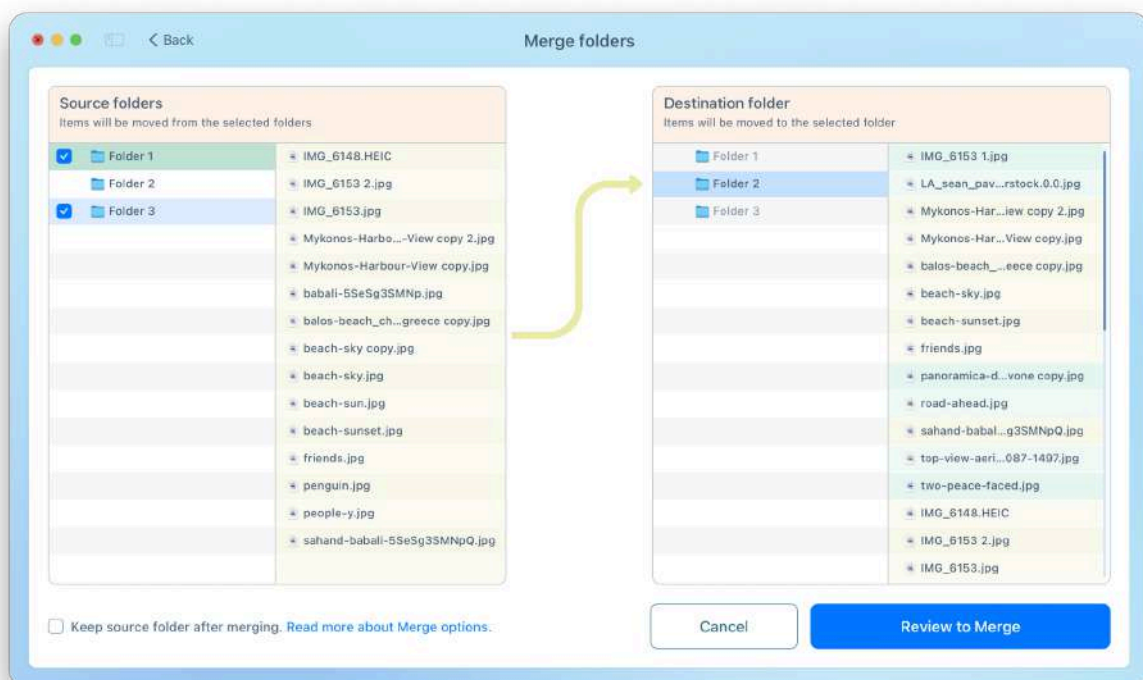 Back
Merge folders
Source folders
Items will be moved from the selected folders
Folder 1
Folder 2
Folder 3
IMG_6148.HEIC
IMG_6153 2.jpg
IMG_6153.jpg
Mykonos-Harbo...-View copy 2.jpg
Mykonos-Harbour-View copy.jpg
babali-5SeSg3SMNp.jpg
balos-beach_ch...greece copy.jpg
beach-sky copy.jpg
beach-sky.jpg
beach-sun.jpg
beach-sunset.jpg
friends.jpg
penguin.jpg
people-y.jpg
sahand-babali-5SeSg3SMNpQ.jpg
Destination folder
Items will be moved to the selected folder
Folder 1
Folder 2
Folder 3
IMG_6153 1.jpg
LA_sean_pav...rstock.0.0.jpg
Mykonos-Har...iew copy 2.jpg
Mykonos-Har...View copy.jpg
balos-beach_...eece copy.jpg
beach-sky.jpg
beach-sunset.jpg
friends.jpg
panoramica-d...vone copy.jpg
road-ahead.jpg
sahand-babal...g3SMNpQ.jpg
top-view-aeri...087-1497.jpg
two-peace-faced.jpg
IMG_6148.HEIC
IMG_6153 2.jpg
IMG_6153.jpg
Keep source folder after merging. Read more about Merge options.
Cancel
Review to Merge